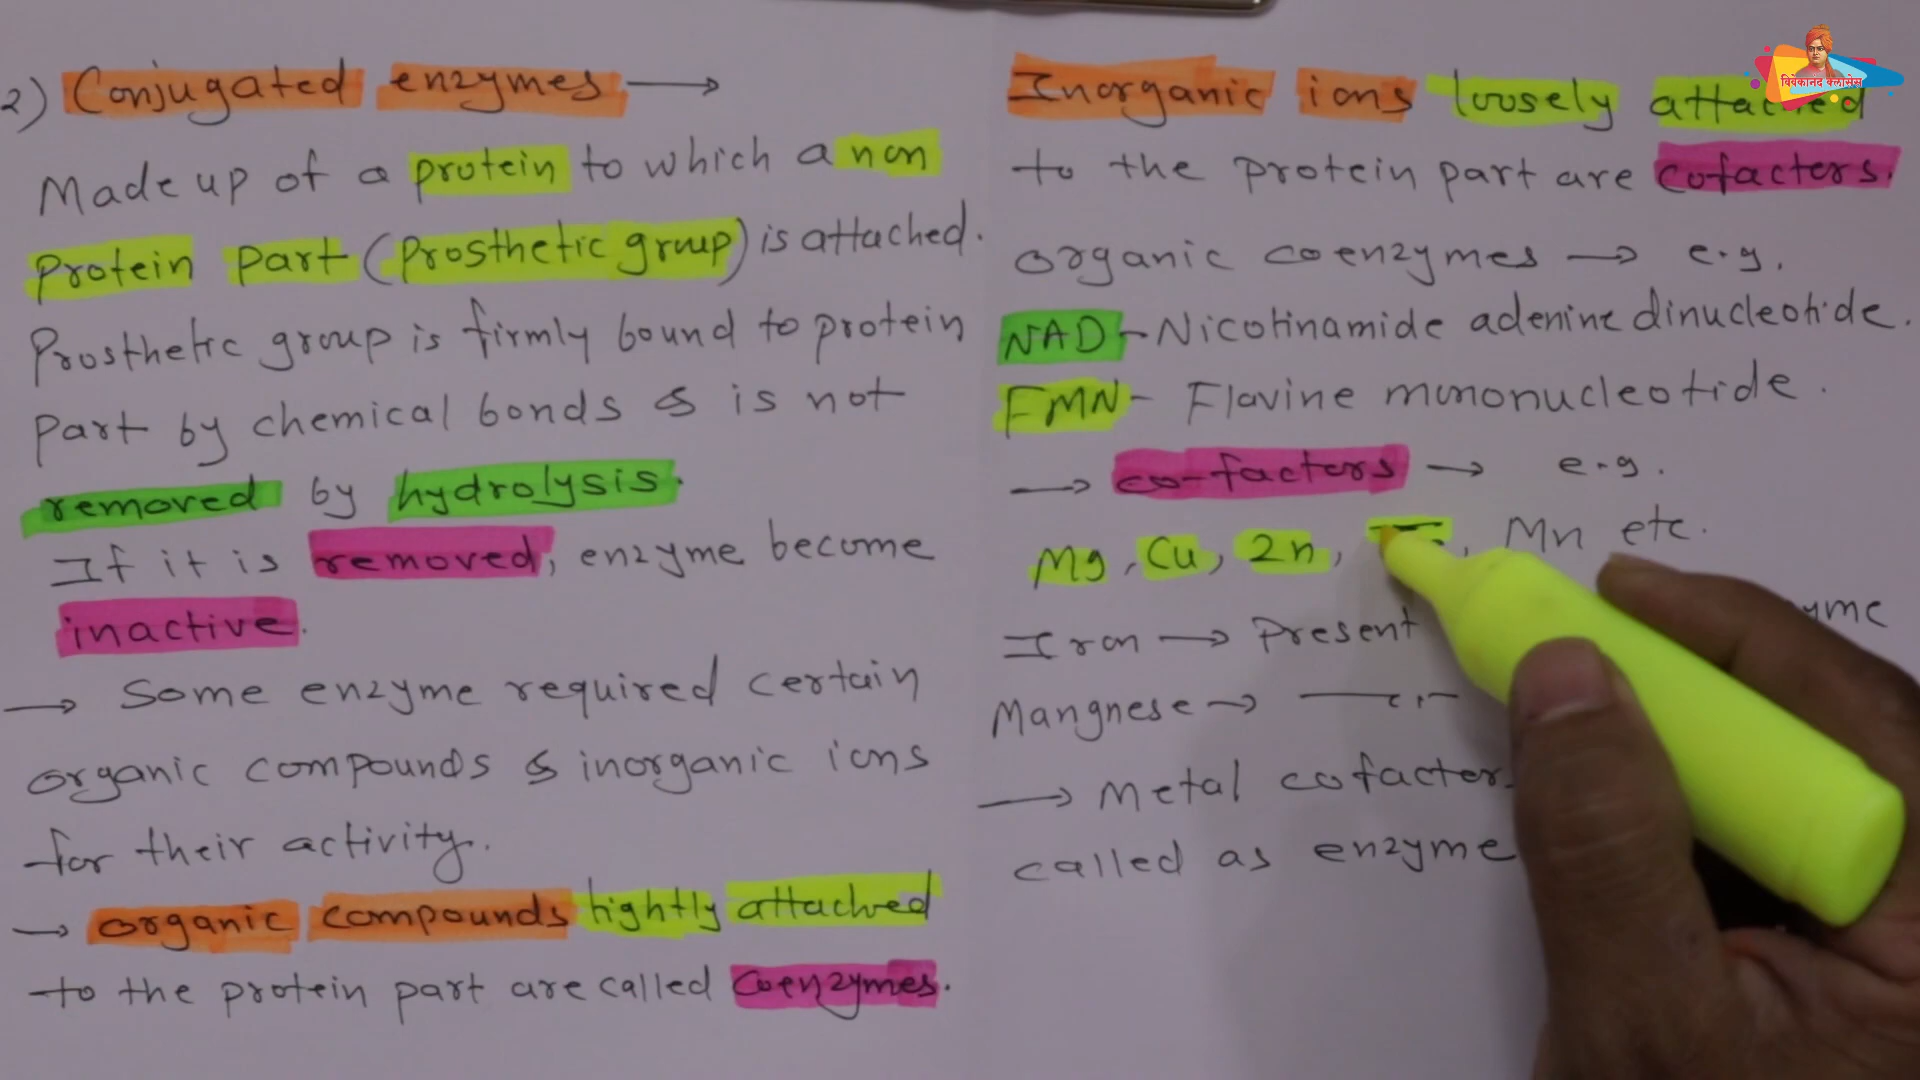 2) Conjugated enzymes →
Made up of a protein to which a non
protein part (prosthetic group) is attached.
Prosthetic group is firmly bound to protein
part by chemical bonds & is not
removed by hydrolysis.
If it is removed, enzyme become
inactive.
→ Some enzyme required certain
organic compounds & inorganic ions
for their activity.
→ organic compounds tightly attached
to the protein part are called coenzymes.
Inorganic ions loosely attached
to the protein part are cofactors.
organic coenzymes → e.g.
NAD - Nicotinamide adenine dinucleotide.
FMN - Flavine mononucleotide.
→ co-factors → e.g.
Mg, Cu, Zn, , Mn etc.
Iron → Present
Mangnese →
→ Metal cofactor
called as enzyme
विवेकानंद क्लासेस